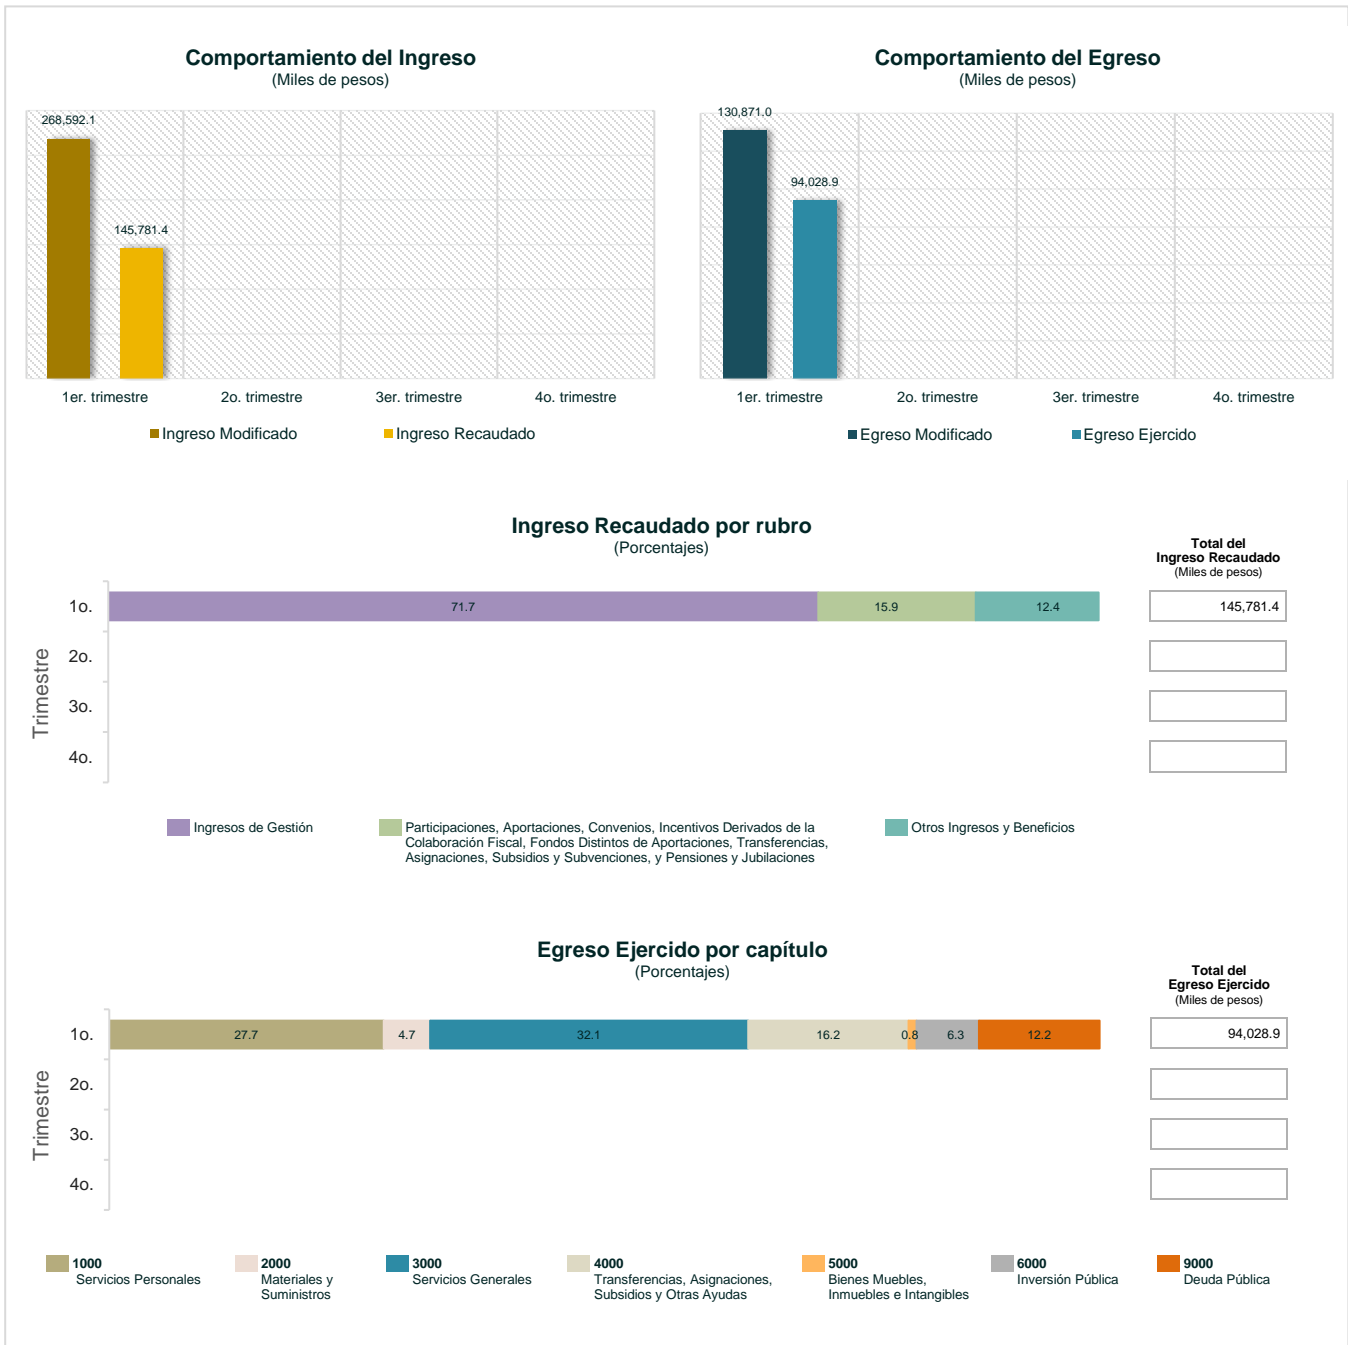 Comportamiento del Ingreso
(Miles de pesos)
268,592.1
145,781.4
1er. trimestre
2o. trimestre
3er. trimestre
4o. trimestre
Ingreso Modificado
Ingreso Recaudado
Comportamiento del Egreso
(Miles de pesos)
130,871.0
94,028.9
1er. trimestre
2o. trimestre
3er. trimestre
4o. trimestre
Egreso Modificado
Egreso Ejercido
Ingreso Recaudado por rubro
(Porcentajes)
Total del
Ingreso Recaudado
(Miles de pesos)
Trimestre
1o.
71.7
15.9
12.4
145,781.4
2o.
3o.
4o.
Ingresos de Gestión
Participaciones, Aportaciones, Convenios, Incentivos Derivados de la
Colaboración Fiscal, Fondos Distintos de Aportaciones, Transferencias,
Asignaciones, Subsidios y Subvenciones, y Pensiones y Jubilaciones
Otros Ingresos y Beneficios
Egreso Ejercido por capítulo
(Porcentajes)
Total del
Egreso Ejercido
(Miles de pesos)
Trimestre
1o.
27.7
4.7
32.1
16.2
0.8
6.3
12.2
94,028.9
2o.
3o.
4o.
1000
Servicios Personales
2000
Materiales y
Suministros
3000
Servicios Generales
4000
Transferencias, Asignaciones,
Subsidios y Otras Ayudas
5000
Bienes Muebles,
Inmuebles e Intangibles
6000
Inversión Pública
9000
Deuda Pública